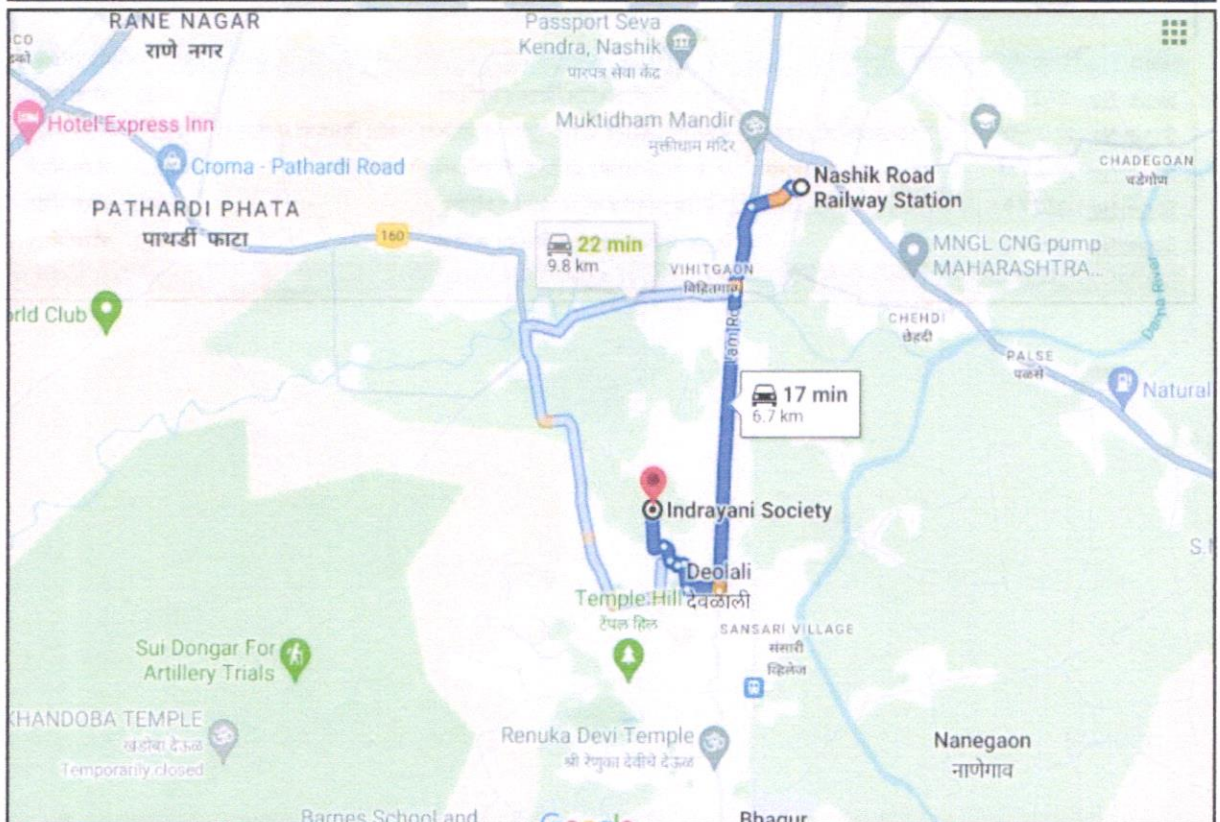 RANE NAGAR
राणे नगर
Passport Seva
Kendra, Nashik
पारपत्र सेवा केंद्र
Hotel Express Inn
Croma - Pathardi Road
Muktidham Mandir
मुक्तीधाम मंदिर
Nashik Road
Railway Station
CHADEGOAN
चडेगोण
PATHARDI PHATA
पाथर्डी फाटा
160
22 min
9.8 km
VIHITGAON
विहितगाव
MNGL CNG pump
MAHARASHTRA...
rld Club
CHEHDI
छेहदी
Darna River
PALSE
पळसे
Natural
17 min
6.7 km
Indrayani Society
Deolali
देवळाली
Temple Hill
टेंपल हिल
SANSARI VILLAGE
संसारी
व्हिलेज
Sui Dongar For
Artillery Trials
KHANDOBA TEMPLE
खंडोबा देऊळ
Temporarily closed
Renuka Devi Temple
श्री रेणुका देवीचे देऊळ
Nanegaon
नाणेगाव
Barnes School and
Google
Bhagur